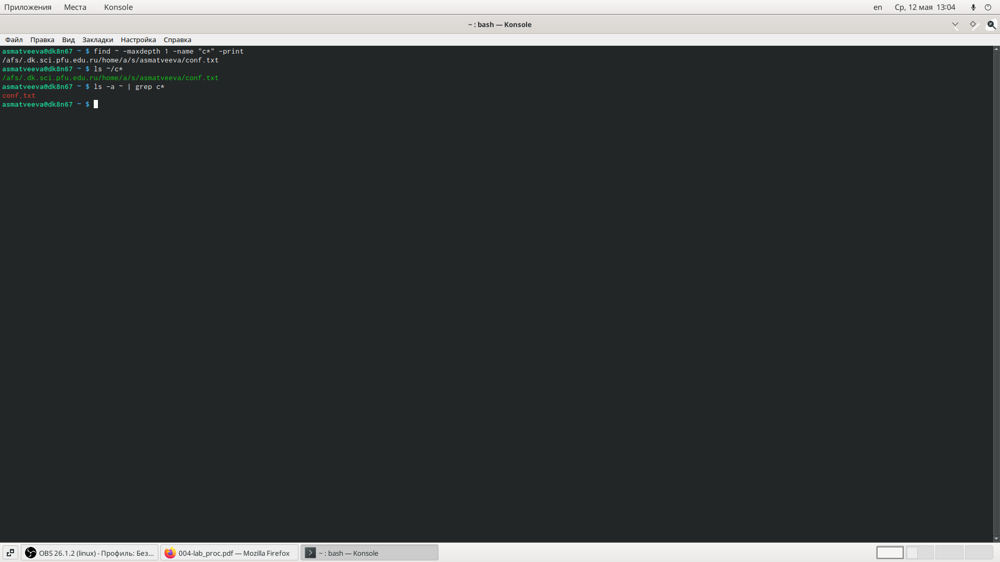 Приложения Места Konsole en Ср, 12 мая 13:04
~ : bash — Konsole
Файл Правка Вид Закладки Настройка Справка
asmatveeva@dk8n67 ~ $ find ~ -maxdepth 1 -name "c*" -print
/afs/.dk.sci.pfu.edu.ru/home/a/s/asmatveeva/conf.txt
asmatveeva@dk8n67 ~ $ ls ~/c*
/afs/.dk.sci.pfu.edu.ru/home/a/s/asmatveeva/conf.txt
asmatveeva@dk8n67 ~ $ ls -a ~ | grep c*
conf.txt
asmatveeva@dk8n67 ~ $
OBS 26.1.2 (linux) - Профиль: Без... 004-lab_proc.pdf — Mozilla Firefox ~ : bash — Konsole